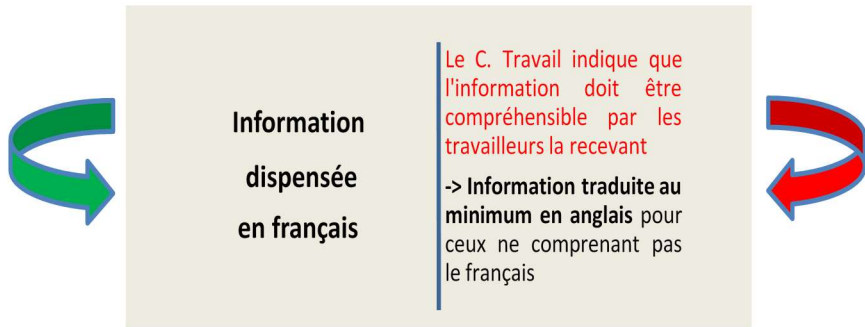 Information
dispensée
en français
Le C. Travail indique que
l'information doit être
compréhensible par les
travailleurs la recevant
-> Information traduite au
minimum en anglais pour
ceux ne comprenant pas
le français